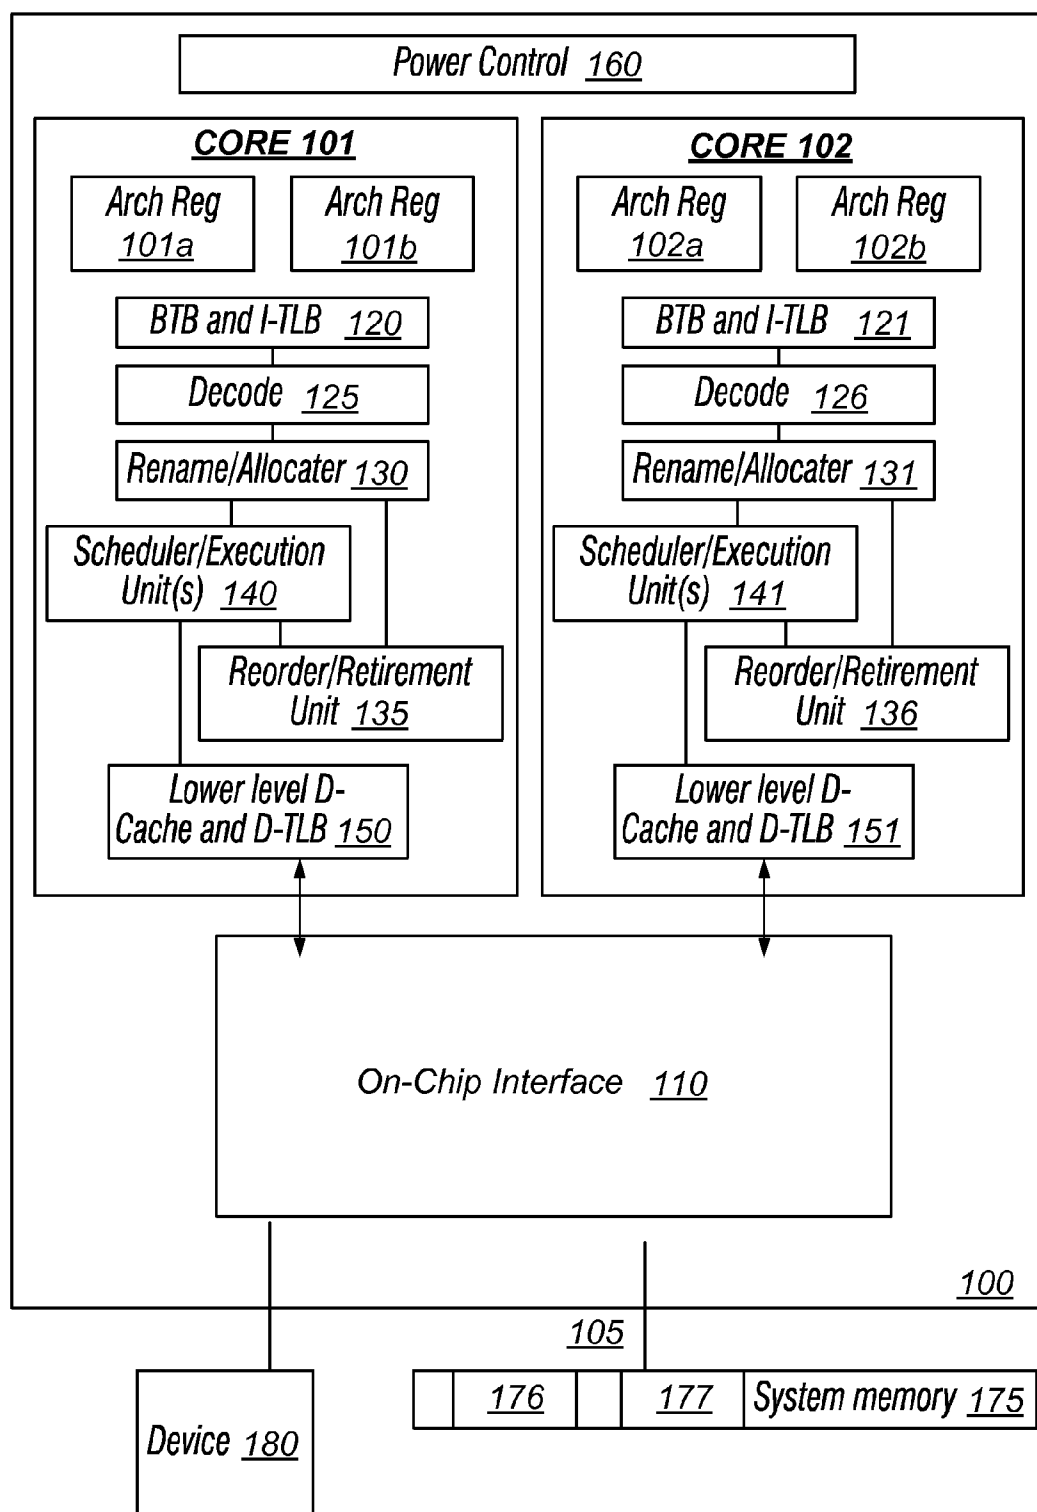 Power Control 160
CORE 101
Arch Reg
101a
Arch Reg
101b
BTB and I-TLB 120
Decode 125
Rename/Allocater 130
Scheduler/Execution
Unit(s) 140
Reorder/Retirement
Unit 135
Lower level D-
Cache and D-TLB 150
CORE 102
Arch Reg
102a
Arch Reg
102b
BTB and I-TLB 121
Decode 126
Rename/Allocater 131
Scheduler/Execution
Unit(s) 141
Reorder/Retirement
Unit 136
Lower level D-
Cache and D-TLB 151
On-Chip Interface 110
100
105
176
177
System memory 175
Device 180